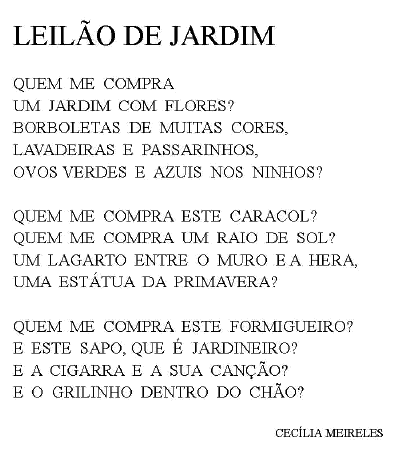 LEILÃO DE JARDIM
QUEM ME COMPRA
UM JARDIM COM FLORES?
BORBOLETAS DE MUITAS CORES,
LAVADEIRAS E PASSARINHOS,
OVOS VERDES E AZUIS NOS NINHOS?
QUEM ME COMPRA ESTE CARACOL?
QUEM ME COMPRA UM RAIO DE SOL?
UM LAGARTO ENTRE O MURO E A HERA,
UMA ESTÁTUA DA PRIMAVERA?
QUEM ME COMPRA ESTE FORMIGUEIRO?
E ESTE SAPO, QUE É JARDINEIRO?
E A CIGARRA E A SUA CANÇÃO?
E O GRILINHO DENTRO DO CHÃO?
CECÍLIA MEIRELES